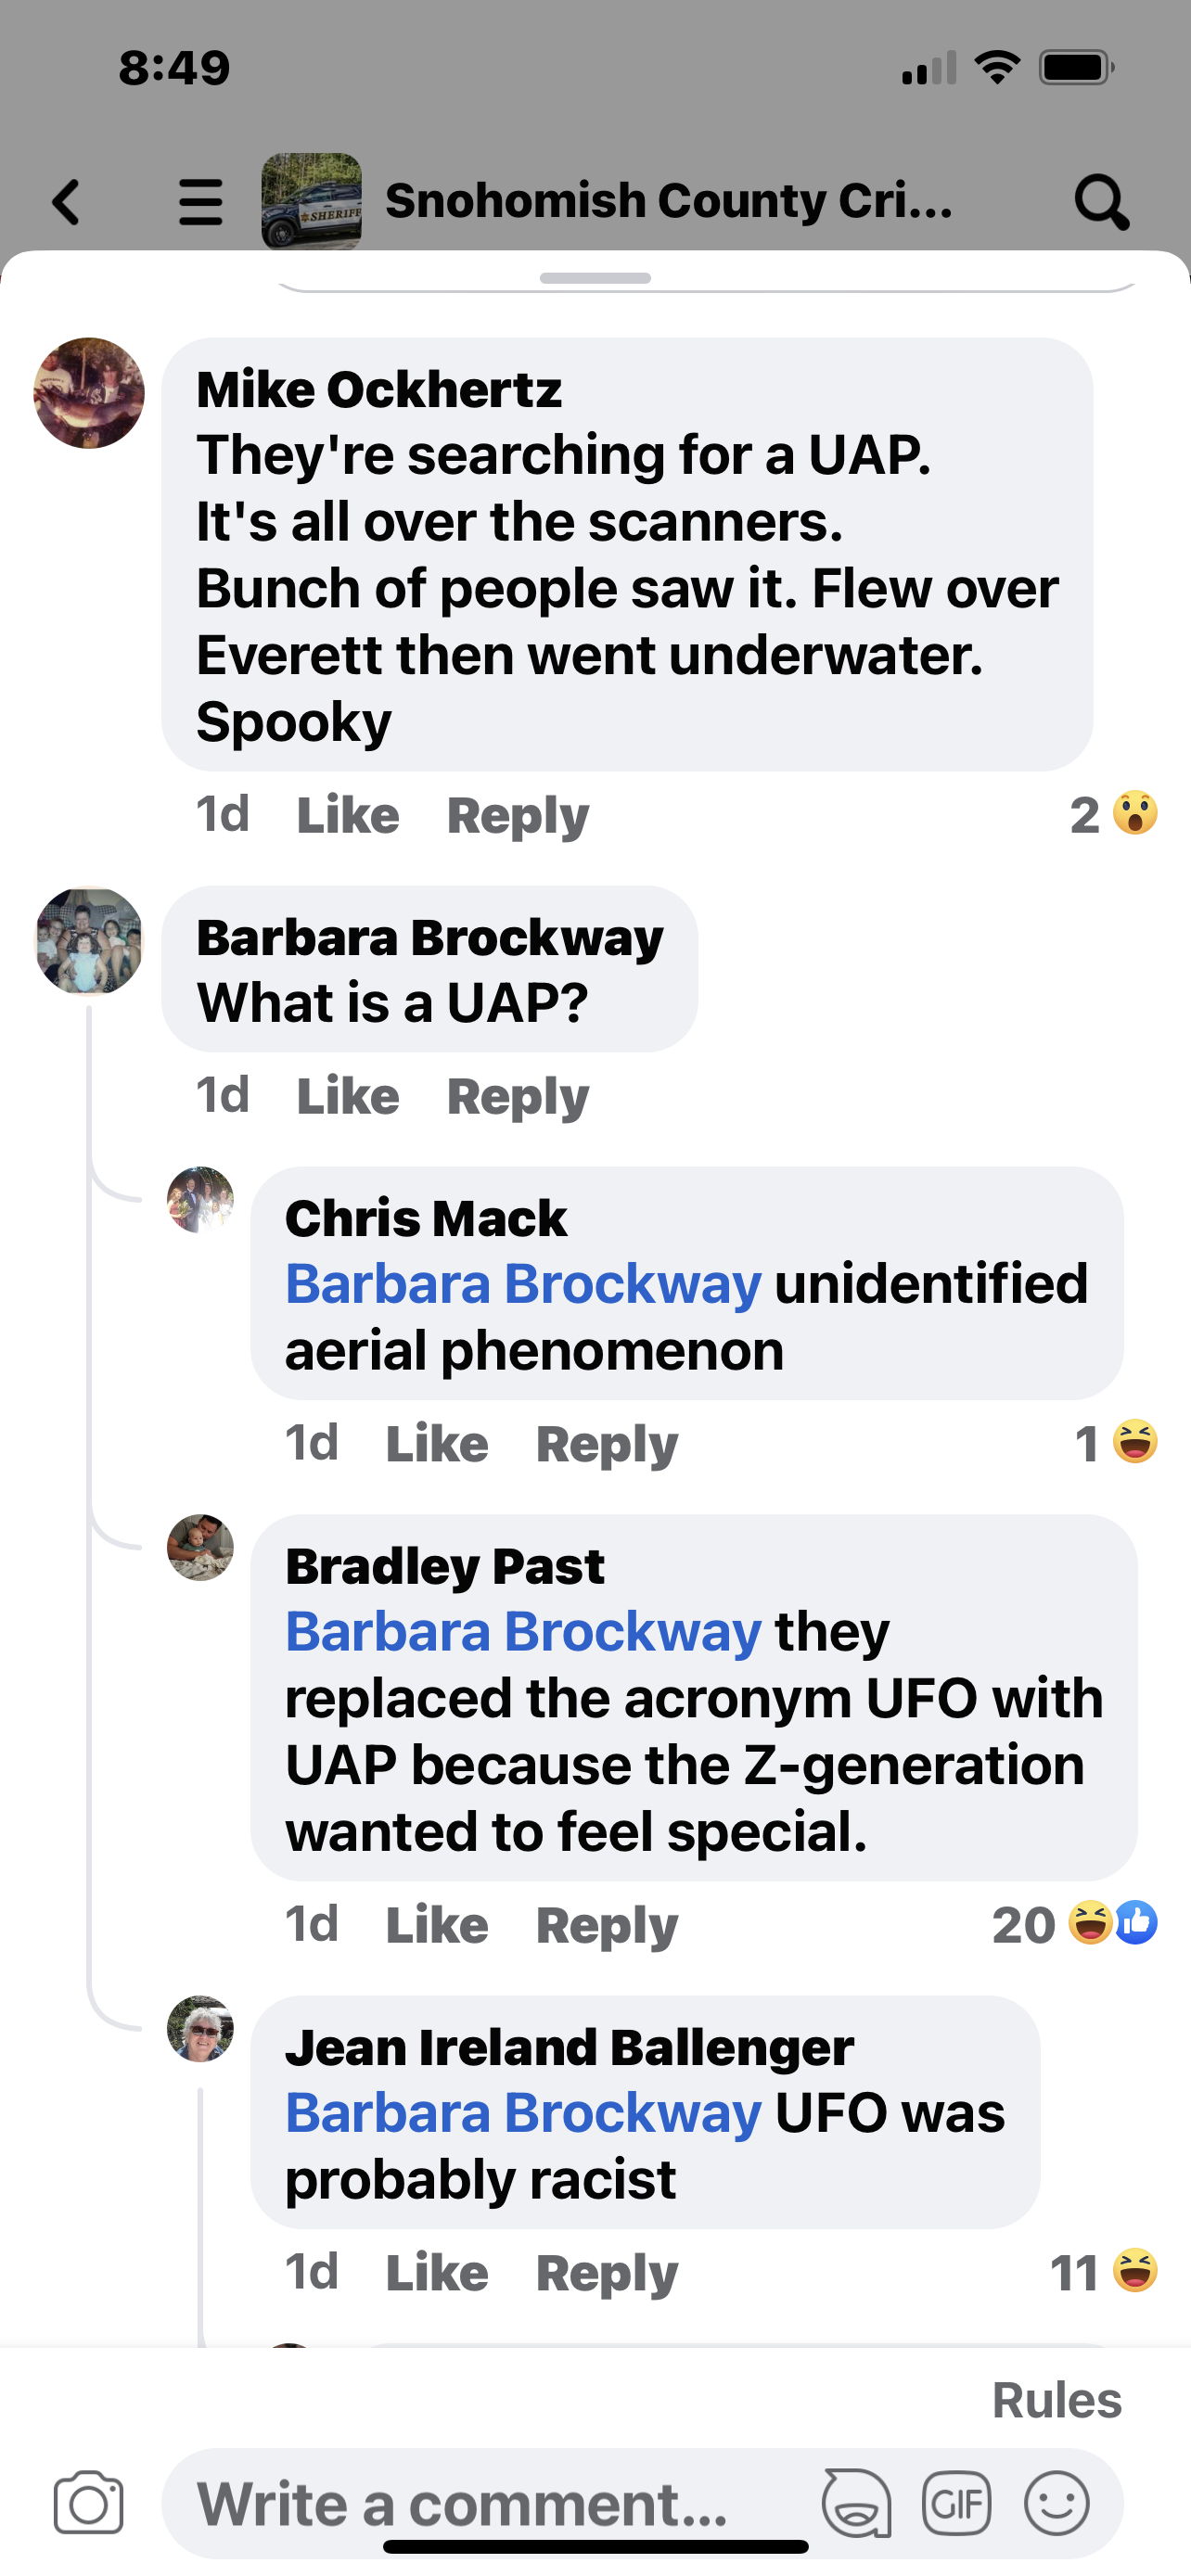 8:49
SHERIFF
Snohomish County Cri...
Mike Ockhertz
They're searching for a UAP.
It's all over the scanners.
Bunch of people saw it. Flew over
Everett then went underwater.
Spooky
1d Like Reply 2
Barbara Brockway
What is a UAP?
1d Like Reply
Chris Mack
Barbara Brockway unidentified
aerial phenomenon
1d Like Reply 1
Bradley Past
Barbara Brockway they
replaced the acronym UFO with
UAP because the Z-generation
wanted to feel special.
1d Like Reply 20
Jean Ireland Ballenger
Barbara Brockway UFO was
probably racist
1d Like Reply 11
Rules
Write a comment...
GIF